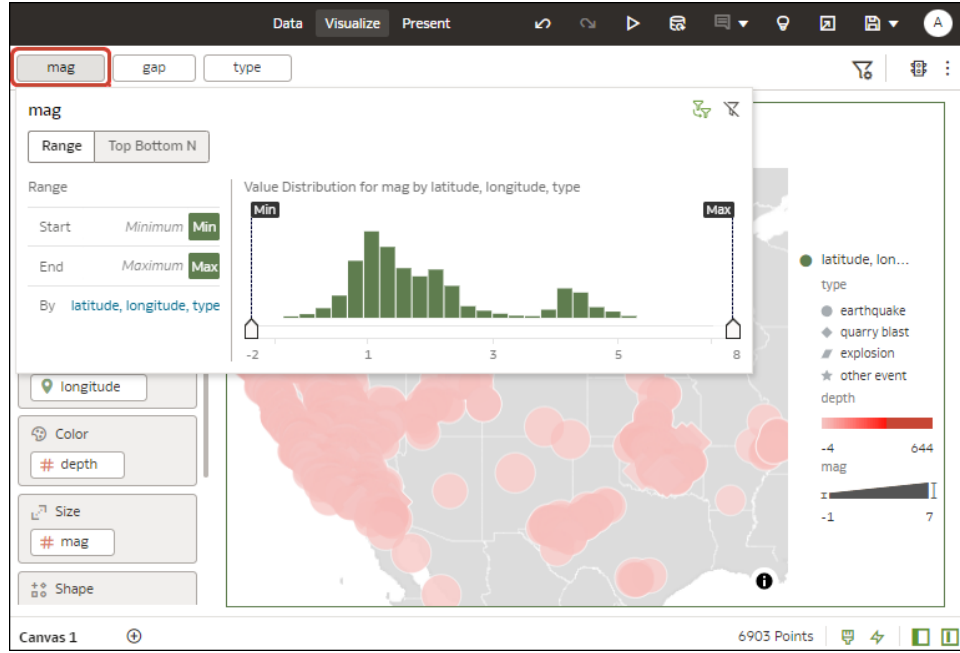 Data Visualize Present A
mag gap type
mag
Range Top Bottom N
Range
Start Minimum Min
End Maximum Max
By latitude, longitude, type
Value Distribution for mag by latitude, longitude, type
Min Max
-2 1 3 5 8
longitude
Color
# depth
Size
# mag
Shape
latitude, lon...
type
earthquake
quarry blast
explosion
other event
depth
-4 644
mag
-1 7
Canvas 1
6903 Points